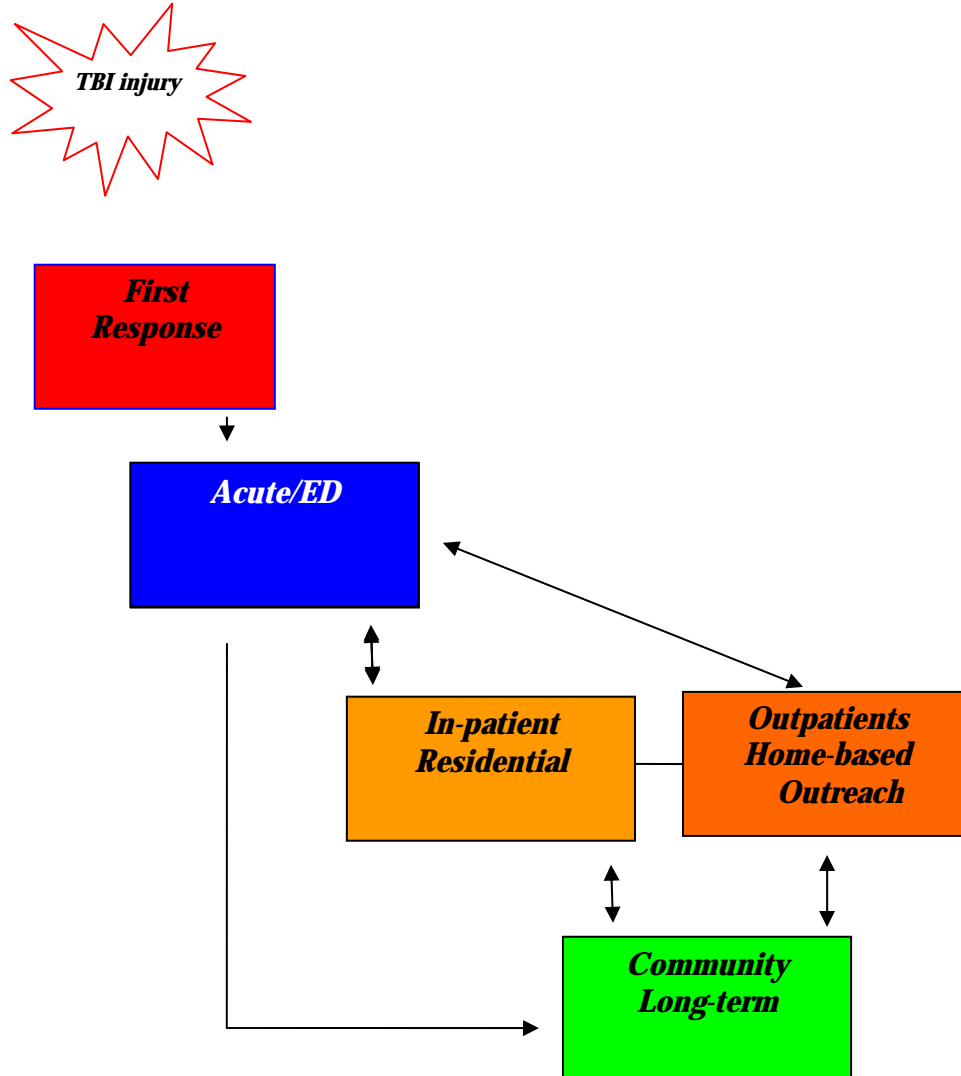 TBI injury
First
Response
Acute/ED
In-patient
Residential
Outpatients
Home-based
Outreach
Community
Long-term